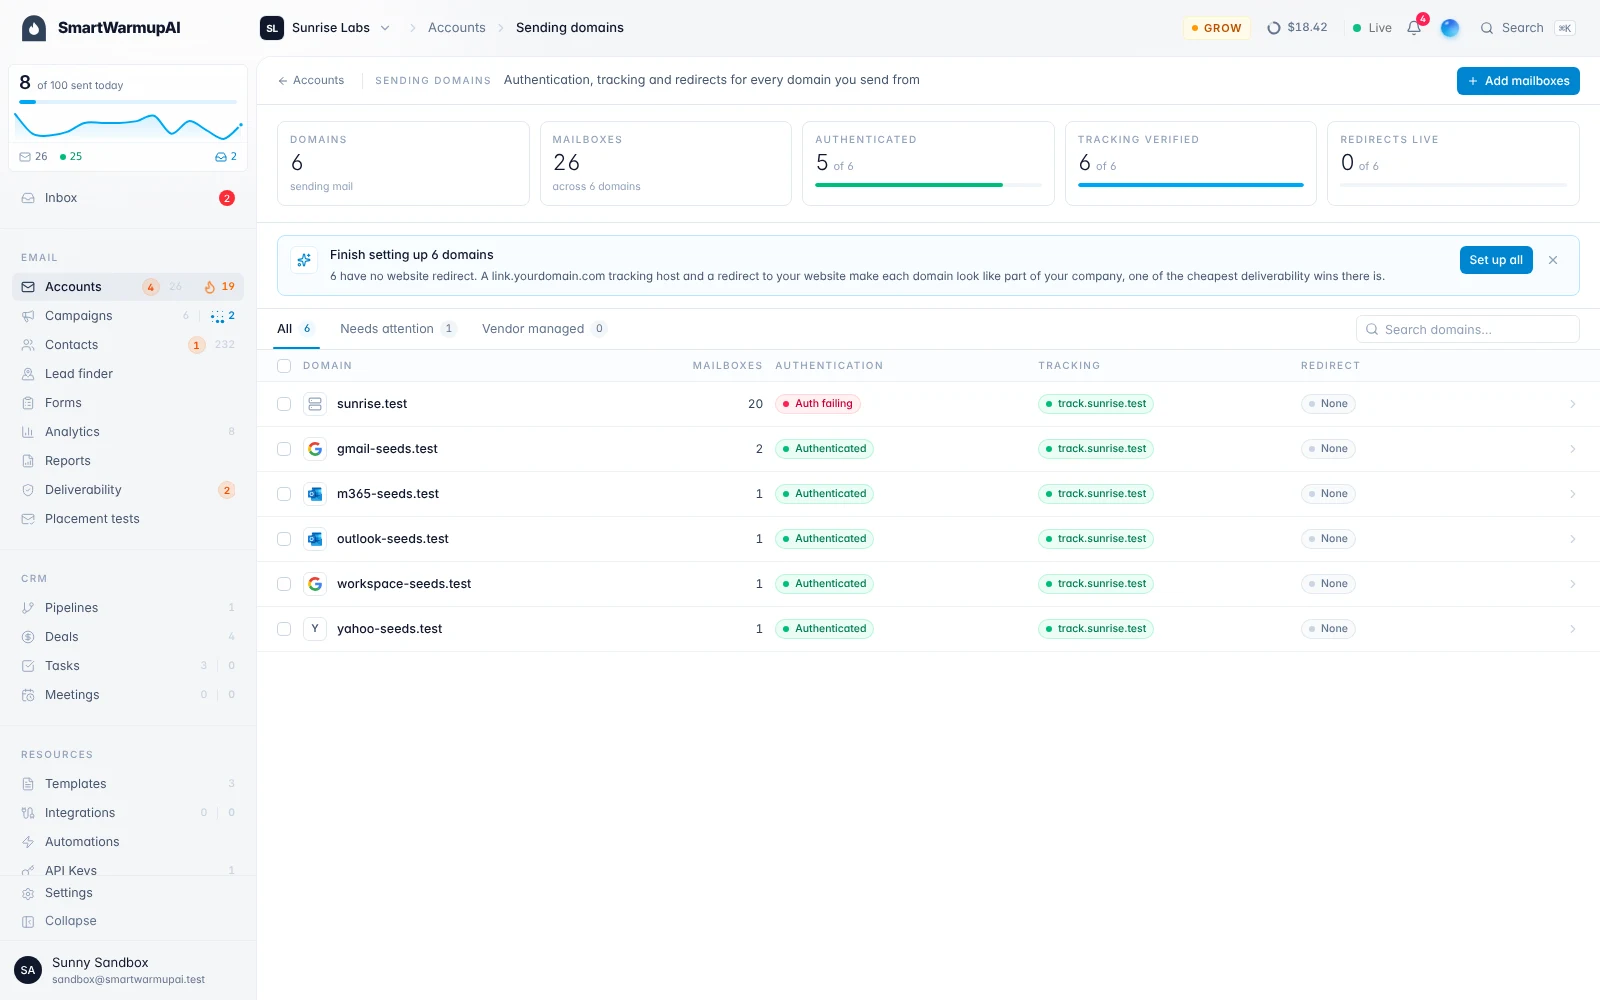 SmartWarmupAI
SL Sunrise Labs Accounts Sending domains
GROW $18.42 Live 4 Search ⌘K
8 of 100 sent today
26 25 2
Inbox 2
EMAIL
Accounts 4 26 19
Campaigns 6 2
Contacts 1 232
Lead finder
Forms
Analytics 8
Reports
Deliverability 2
Placement tests
CRM
Pipelines 1
Deals 4
Tasks 3 0
Meetings 0 0
RESOURCES
Templates 3
Integrations 0 0
Automations
API Keys 1
Settings
Collapse
SA Sunny Sandbox
sandbox@smartwarmupai.test
← Accounts SENDING DOMAINS Authentication, tracking and redirects for every domain you send from + Add mailboxes
DOMAINS
6
sending mail
MAILBOXES
26
across 6 domains
AUTHENTICATED
5 of 6
TRACKING VERIFIED
6 of 6
REDIRECTS LIVE
0 of 6
Finish setting up 6 domains
6 have no website redirect. A link.yourdomain.com tracking host and a redirect to your website make each domain look like part of your company, one of the cheapest deliverability wins there is.
Set up all
All 6 Needs attention 1 Vendor managed 0 Search domains...
DOMAIN MAILBOXES AUTHENTICATION TRACKING REDIRECT
sunrise.test 20 Auth failing track.sunrise.test None
gmail-seeds.test 2 Authenticated track.sunrise.test None
m365-seeds.test 1 Authenticated track.sunrise.test None
outlook-seeds.test 1 Authenticated track.sunrise.test None
workspace-seeds.test 1 Authenticated track.sunrise.test None
Y yahoo-seeds.test 1 Authenticated track.sunrise.test None